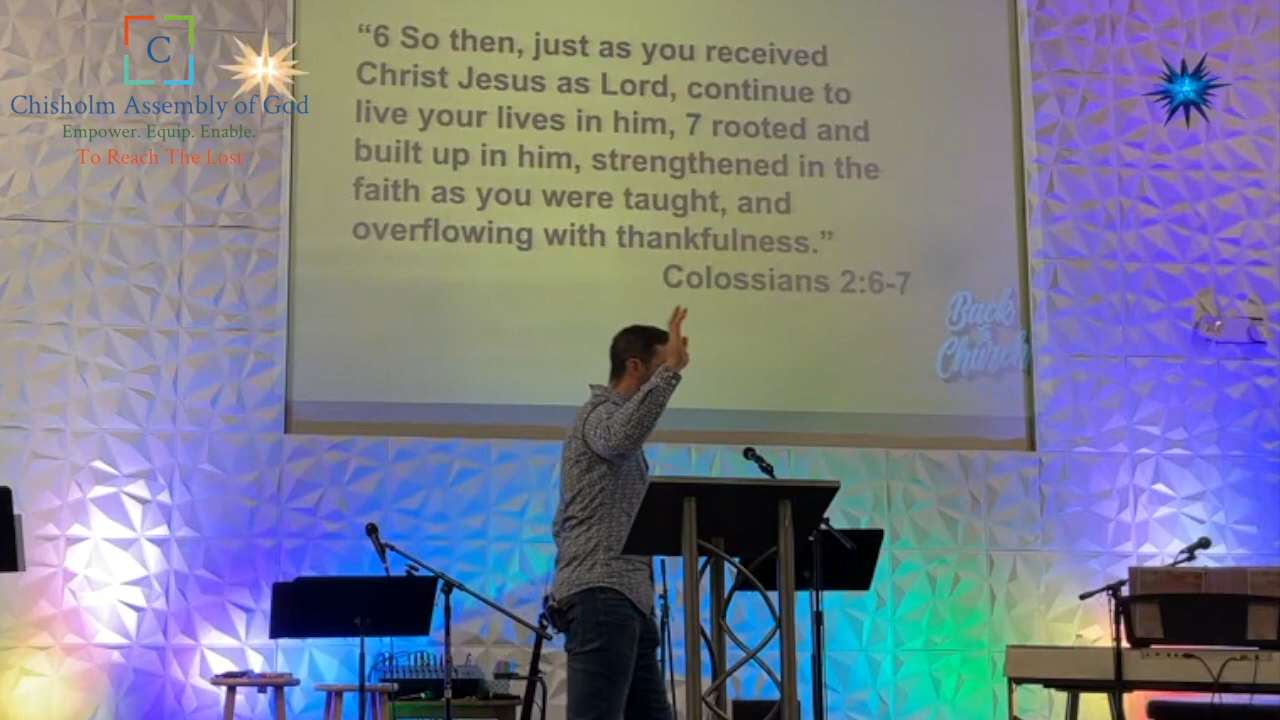 C
Chisholm Assembly of God
Empower. Equip. Enable.
To Reach The Lost
“6 So then, just as you received
Christ Jesus as Lord, continue to
live your lives in him, 7 rooted and
built up in him, strengthened in the
faith as you were taught, and
overflowing with thankfulness.”
Colossians 2:6-7
Back
to
Church